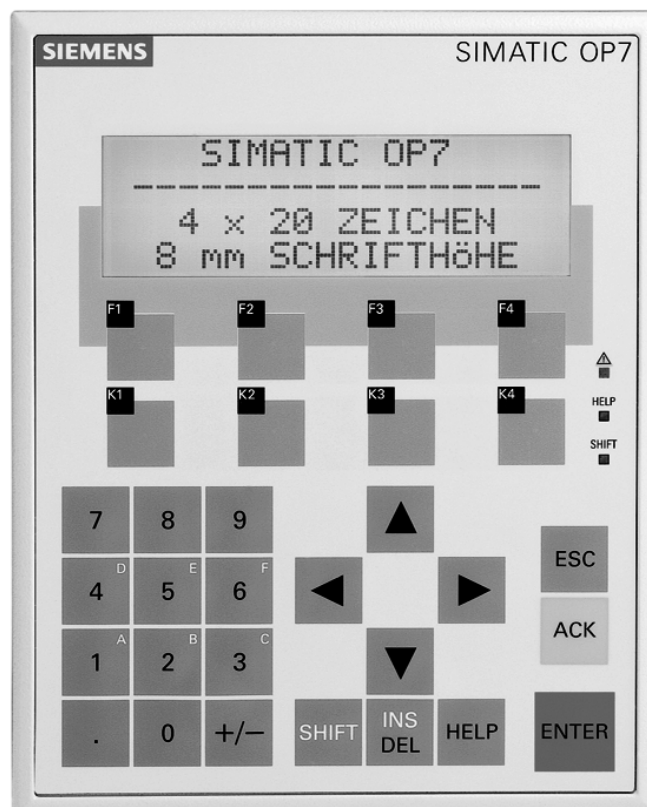 SIEMENS
SIMATIC OP7
SIMATIC OP7
--------------------
4 x 20 ZEICHEN
8 mm SCHRIFTHöHE
F1 F2 F3 F4
K1 K2 K3 K4
HELP
SHIFT
7 8 9
4 D 5 E 6 F
1 A 2 B 3 C
. 0 +/−
SHIFT INS DEL HELP
ESC
ACK
ENTER